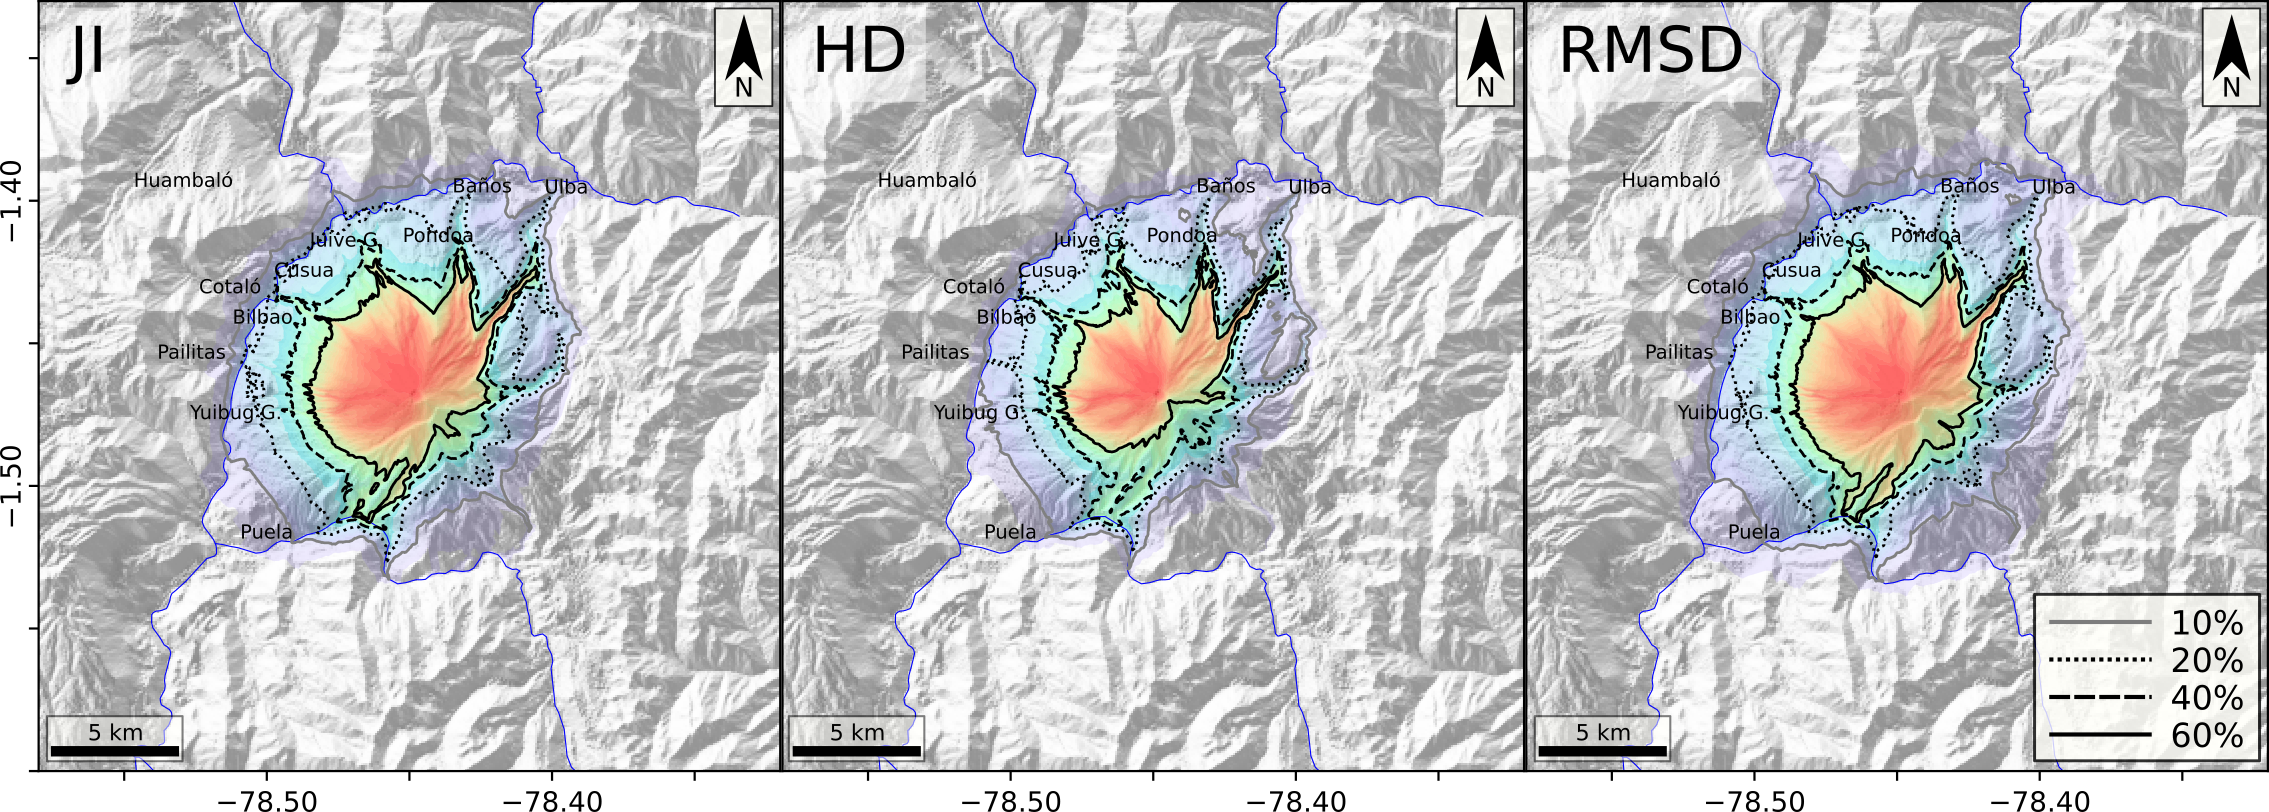 JI
N
Huambaló
Baños
Ulba
Juive G.
Pondoa
Cusua
Cotaló
Bilbao
Pailitas
Yuibug G.
Puela
5 km
HD
N
Huambaló
Baños
Ulba
Juive G.
Pondoa
Cusua
Cotaló
Bilbao
Pailitas
Yuibug G.
Puela
5 km
RMSD
N
Huambaló
Baños
Ulba
Juive G.
Pondoa
Cusua
Cotaló
Bilbao
Pailitas
Yuibug G.
Puela
5 km
10%
20%
40%
60%
−1.40
−1.50
−78.50
−78.40
−78.50
−78.40
−78.50
−78.40